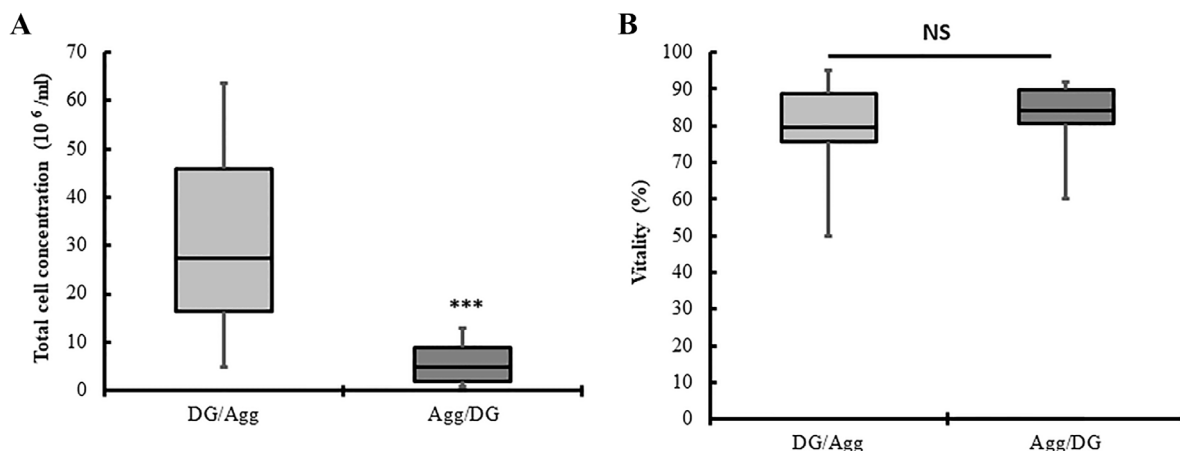 A
Total cell concentration (10 ⁶ /ml)
70
60
50
40
30
20
10
0
***
DG/Agg
Agg/DG
B
NS
Vitality (%)
100
90
80
70
60
50
40
30
20
10
0
DG/Agg
Agg/DG